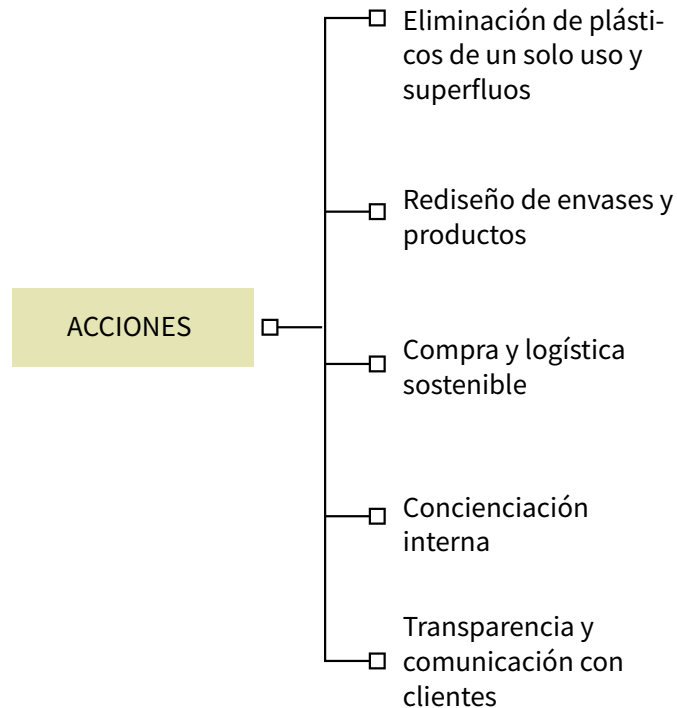 Eliminación de plásti-
cos de un solo uso y
superfluos
Rediseño de envases y
productos
ACCIONES
Compra y logística
sostenible
Concienciación
interna
Transparencia y
comunicación con
clientes